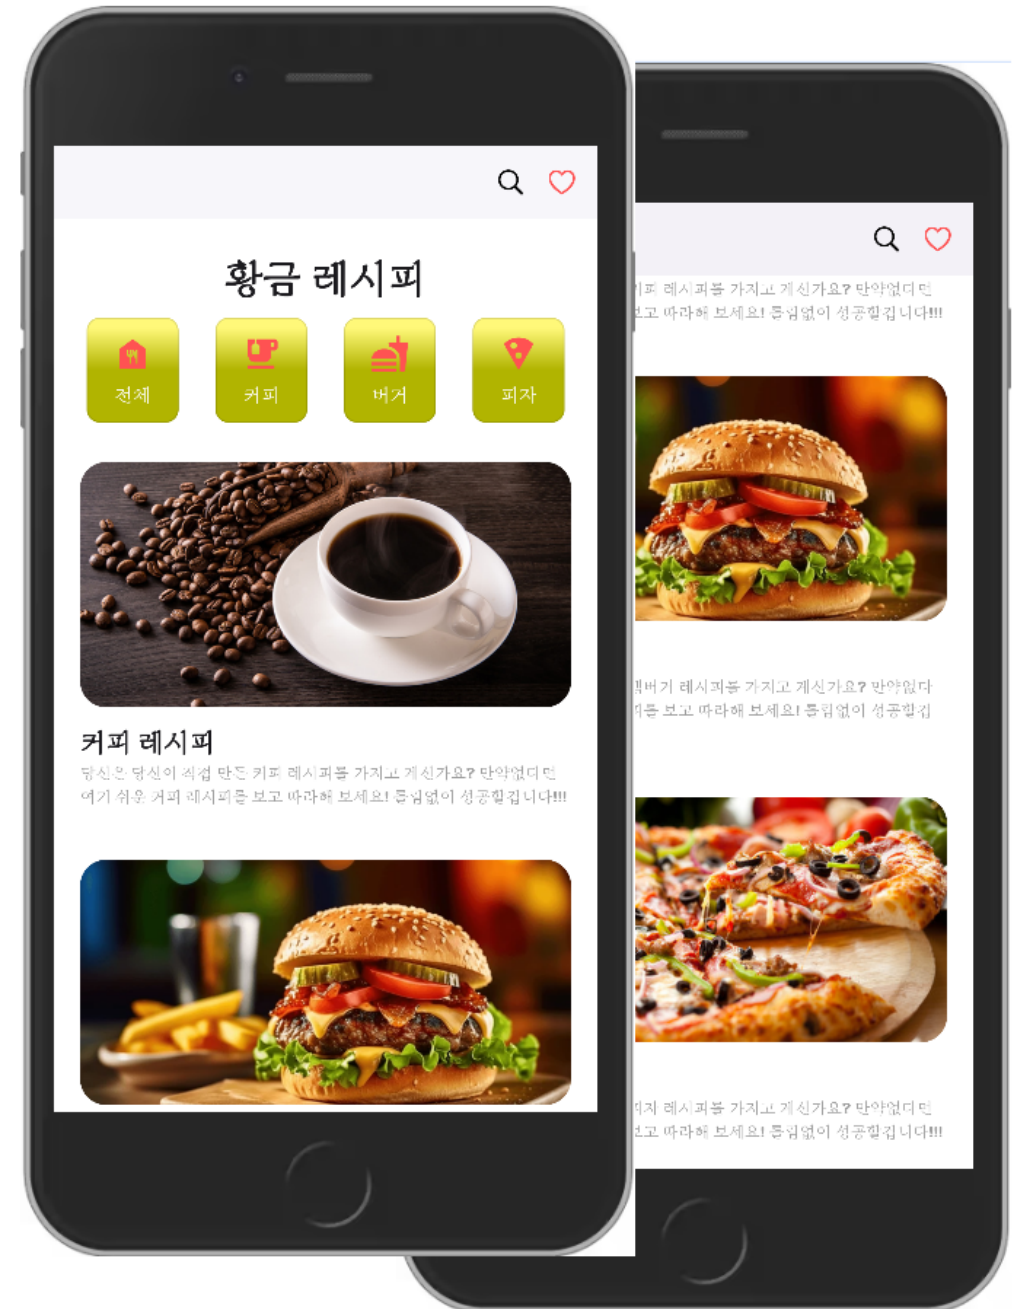 황금 레시피
전체
커피
버거
피자
커피 레시피
당신은 당신이 직접 만든 커피 레시피를 가지고 계신가요? 만약없다면
여기 쉬운 커피 레시피를 보고 따라해 보세요! 틀림없이 성공할겁니다!!!
레시피를 가지고 계신가요? 만약없다면
보고 따라해 보세요! 틀림없이 성공할겁니다!!!
레시피를 가지고 계신가요? 만약없다
보고 따라해 보세요! 틀림없이 성공할겁
레시피를 가지고 계신가요? 만약없다면
보고 따라해 보세요! 틀림없이 성공할겁니다!!!